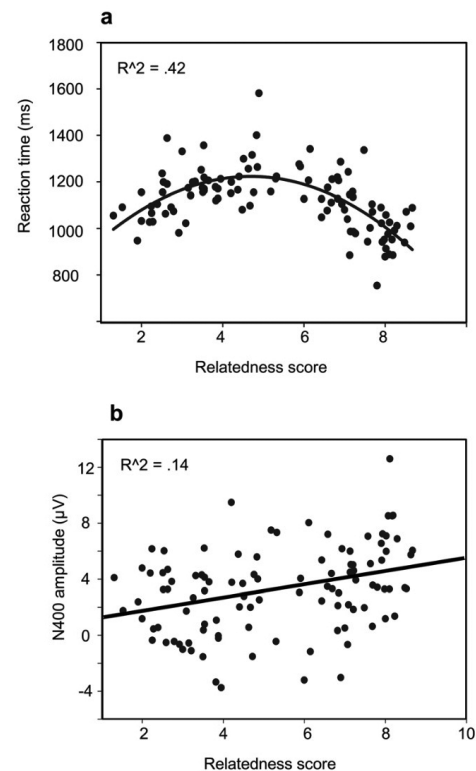 a
1800
R^2 = .42
1600
1400
1200
1000
800
Reaction time (ms)
2 4 6 8
Relatedness score
b
12
R^2 = .14
8
4
0
-4
N400 amplitude (µV)
2 4 6 8 10
Relatedness score